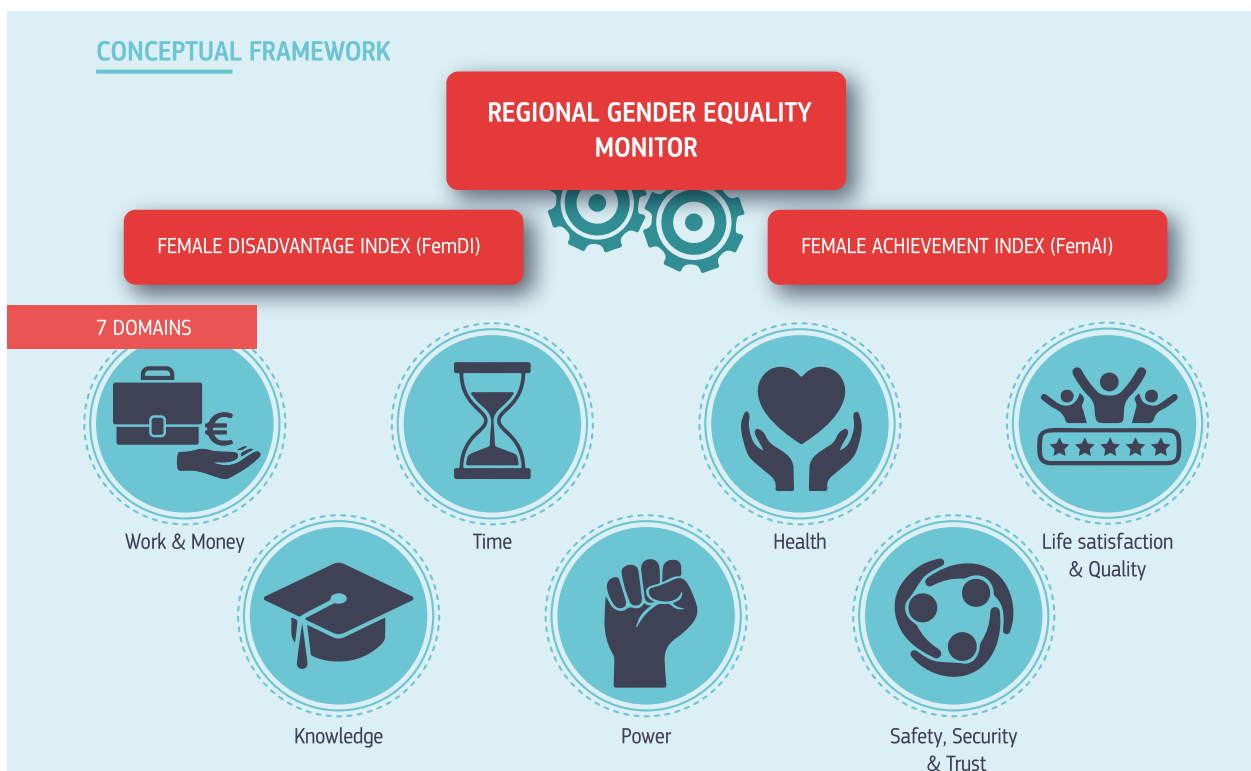 CONCEPTUAL FRAMEWORK
REGIONAL GENDER EQUALITY
MONITOR
FEMALE DISADVANTAGE INDEX (FemDI)
FEMALE ACHIEVEMENT INDEX (FemAI)
7 DOMAINS
€
Work & Money
Time
Health
Life satisfaction
& Quality
Knowledge
Power
Safety, Security
& Trust